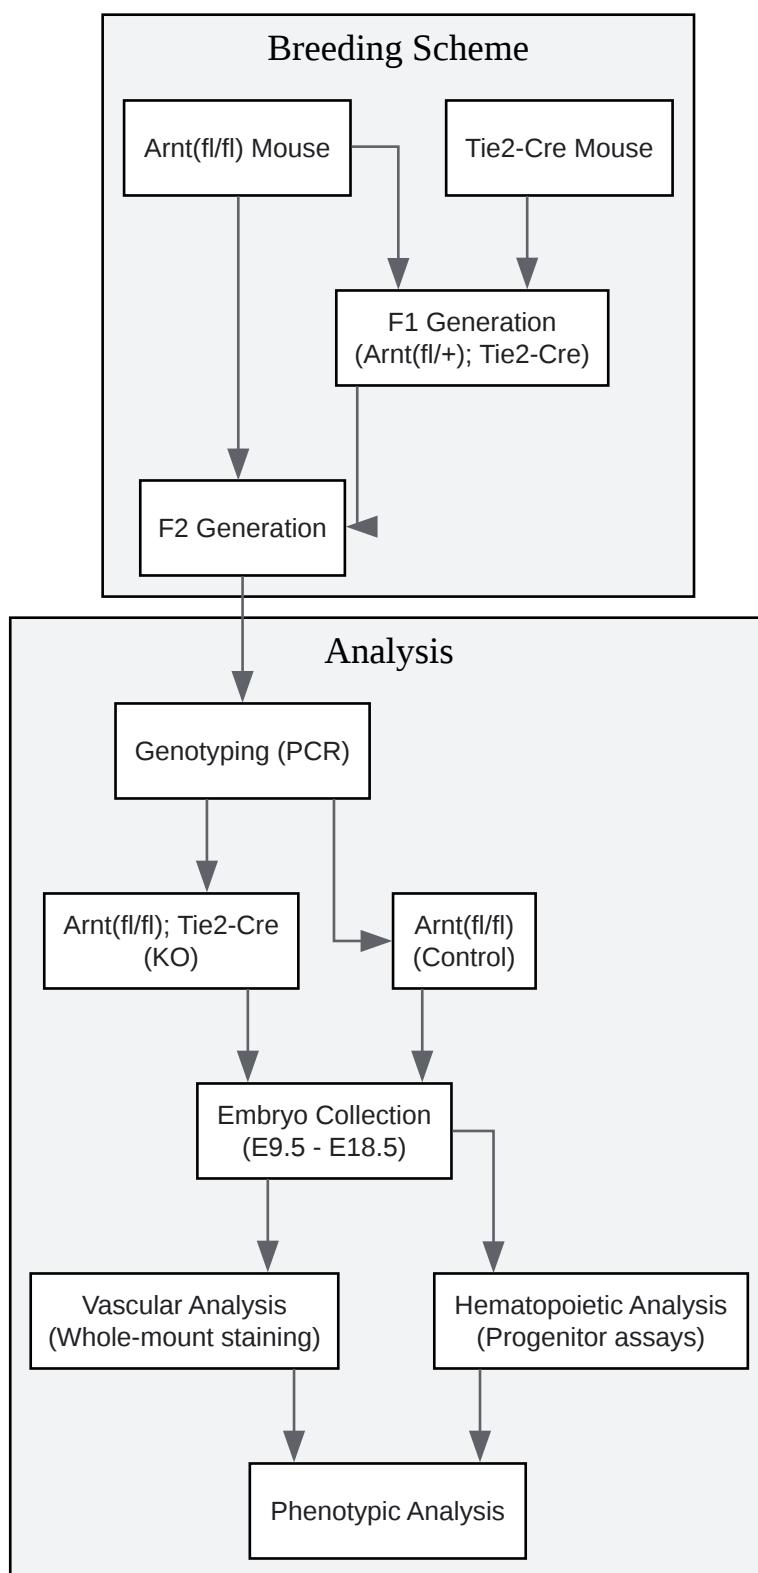 Breeding Scheme
Arnt(fl/fl) Mouse
Tie2-Cre Mouse
F1 Generation
(Arnt(fl/+); Tie2-Cre)
F2 Generation
Analysis
Genotyping (PCR)
Arnt(fl/fl); Tie2-Cre
(KO)
Arnt(fl/fl)
(Control)
Embryo Collection
(E9.5 - E18.5)
Vascular Analysis
(Whole-mount staining)
Hematopoietic Analysis
(Progenitor assays)
Phenotypic Analysis